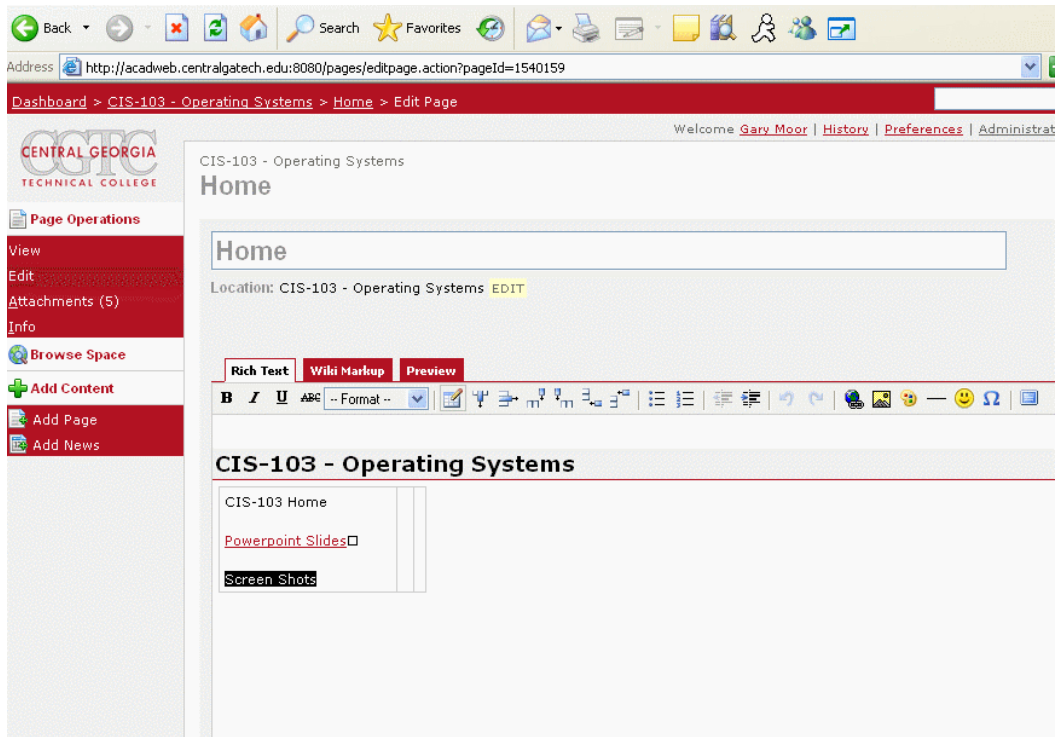 Back Search Favorites
Address http://acadweb.centralgatech.edu:8080/pages/editpage.action?pageId=1540159
Dashboard > CIS-103 - Operating Systems > Home > Edit Page
Welcome Gary Moor | History | Preferences | Administrat
CGTC
CENTRAL GEORGIA
TECHNICAL COLLEGE
CIS-103 - Operating Systems
Home
Page Operations
View
Edit
Attachments (5)
Info
Browse Space
Add Content
Add Page
Add News
Home
Location: CIS-103 - Operating Systems EDIT
Rich Text Wiki Markup Preview
B I U ABC -- Format --
CIS-103 - Operating Systems
CIS-103 Home
Powerpoint Slides
Screen Shots